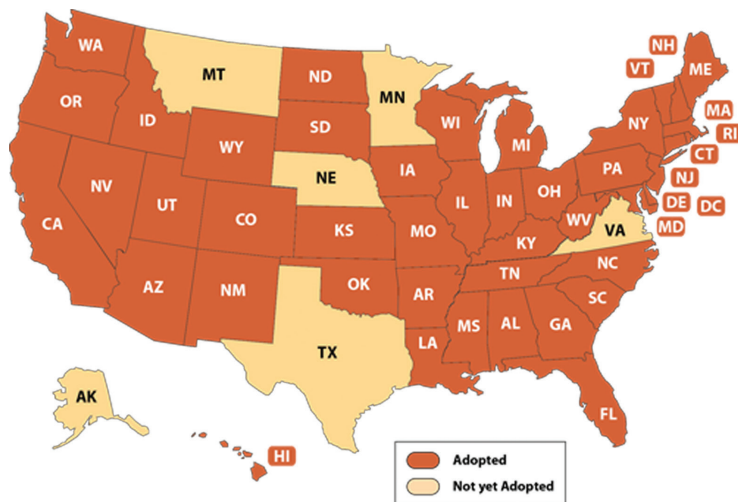 WA
MT
ND
MN
OR
ID
SD
WI
MI
NH
VT
ME
NY
MA
RI
CT
WY
NE
IA
PA
NJ
NV
UT
CO
IL
IN
OH
DE
DC
MD
CA
KS
MO
WV
VA
KY
AZ
NM
OK
AR
TN
NC
SC
TX
LA
MS
AL
GA
AK
FL
HI
Adopted
Not yet Adopted